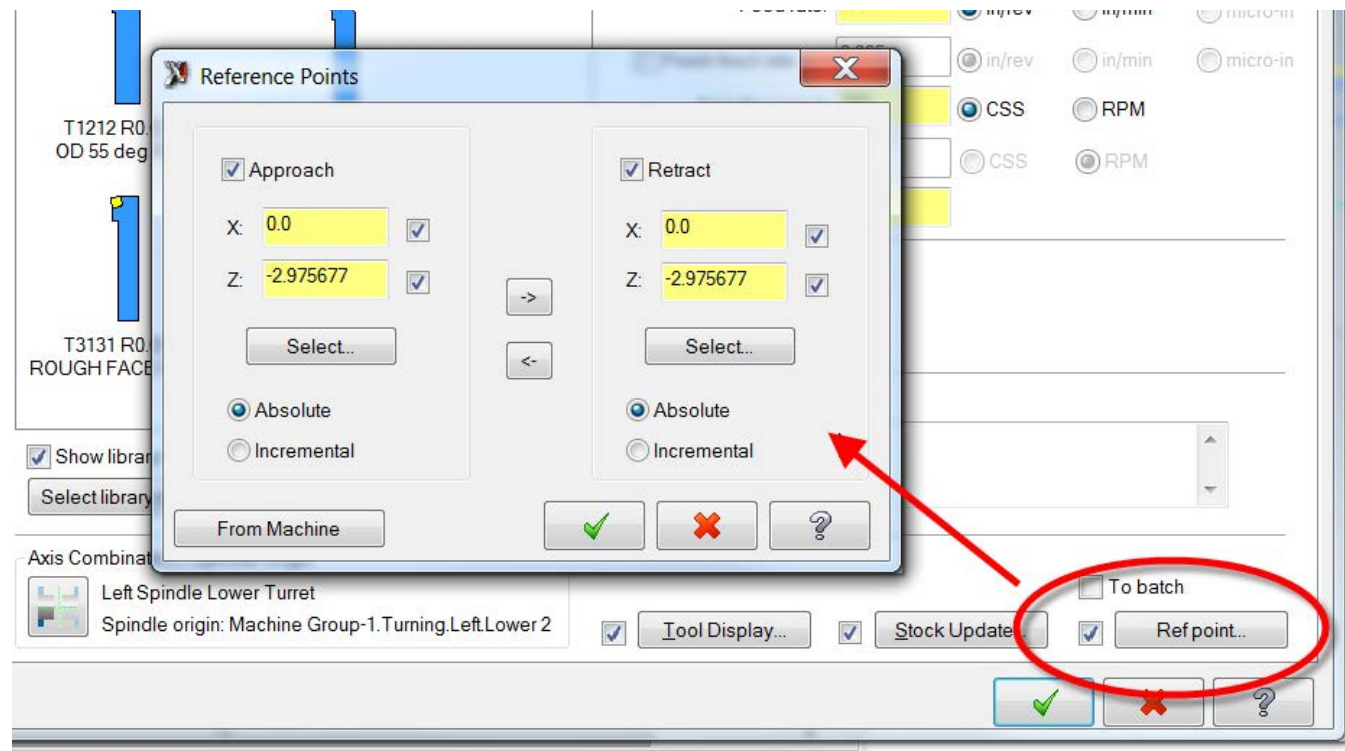 in/rev
in/min
micro-in
Reference Points
in/rev
in/min
micro-in
CSS
RPM
T1212 R0.
OD 55 deg
CSS
RPM
Approach
Retract
X: 0.0
X: 0.0
Z: -2.975677
Z: -2.975677
->
Select...
Select...
<-
T3131 R0.
ROUGH FACE
Absolute
Absolute
Incremental
Incremental
Show librar
Select library
From Machine
Axis Combinat
Left Spindle Lower Turret
To batch
Spindle origin: Machine Group-1.Turning.Left.Lower 2
Tool Display...
Stock Update..
Ref point...